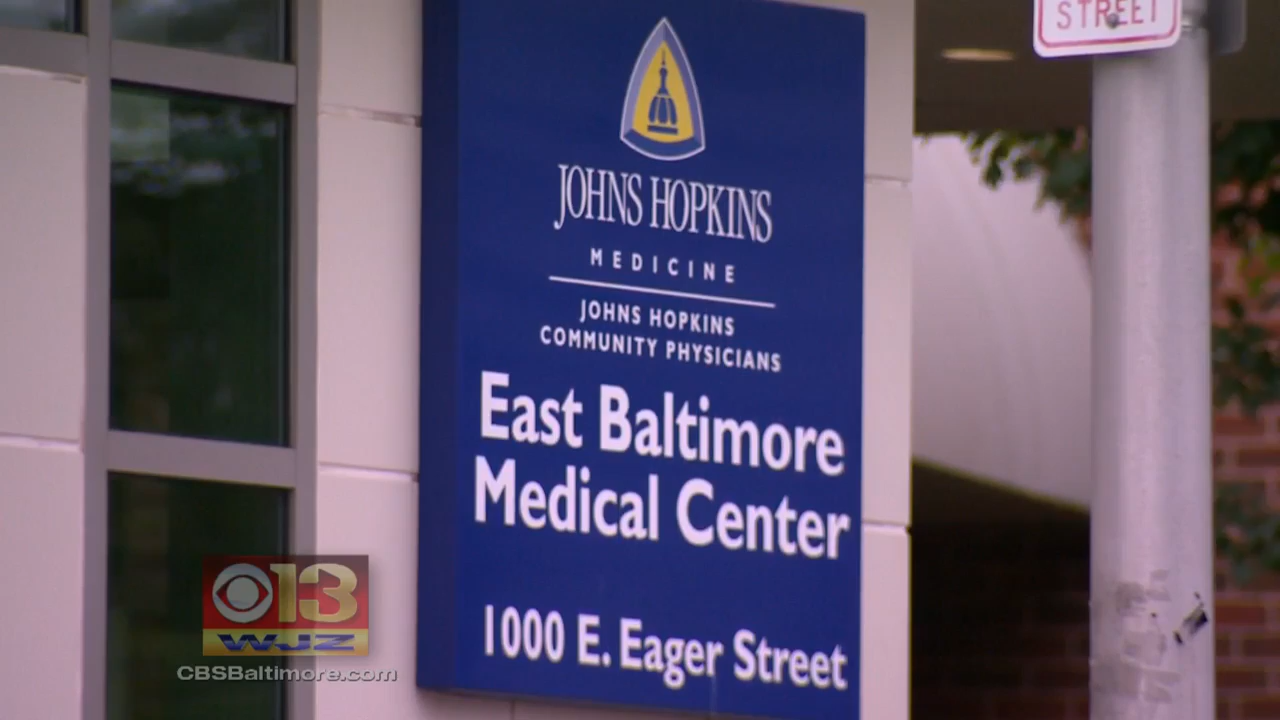 STREET
JOHNS HOPKINS
MEDICINE
JOHNS HOPKINS
COMMUNITY PHYSICIANS
East Baltimore
Medical Center
1000 E. Eager Street
13
WJZ
CBSBaltimore.com